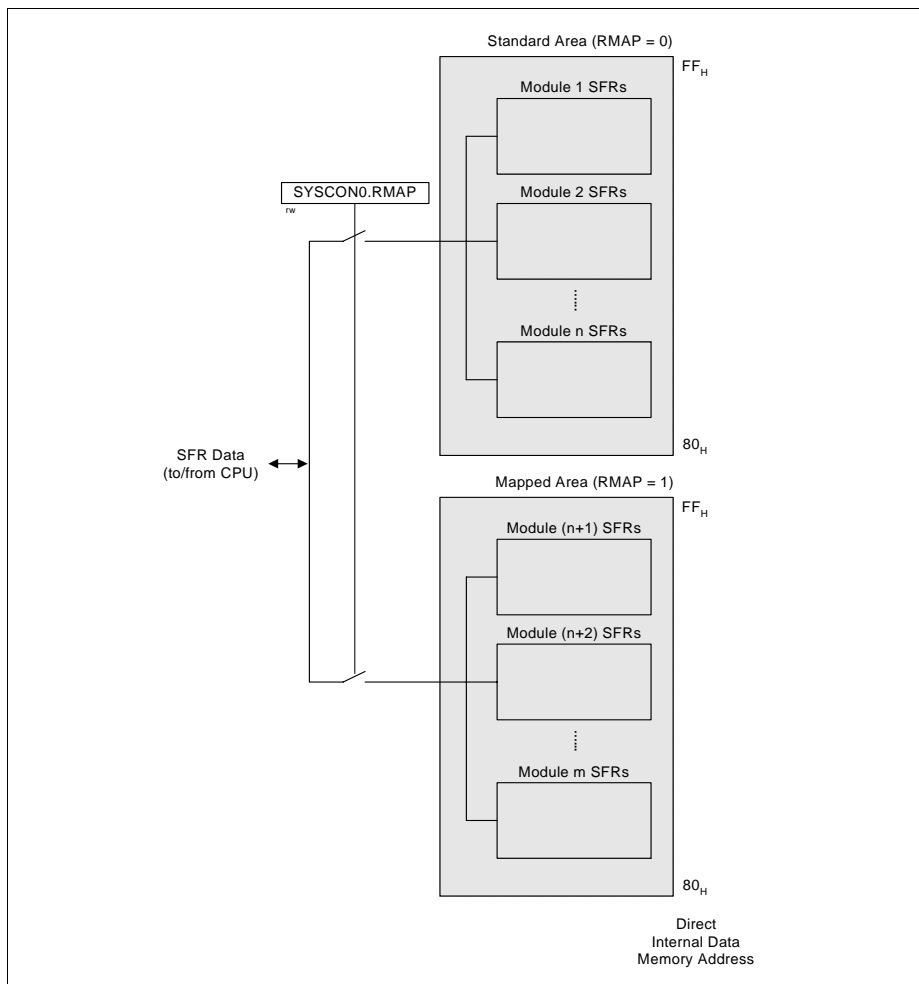 Standard Area (RMAP = 0)
FFH
Module 1 SFRs
SYSCON0.RMAP
rw
Module 2 SFRs
Module n SFRs
80H
SFR Data
(to/from CPU)
Mapped Area (RMAP = 1)
FFH
Module (n+1) SFRs
Module (n+2) SFRs
Module m SFRs
80H
Direct
Internal Data
Memory Address